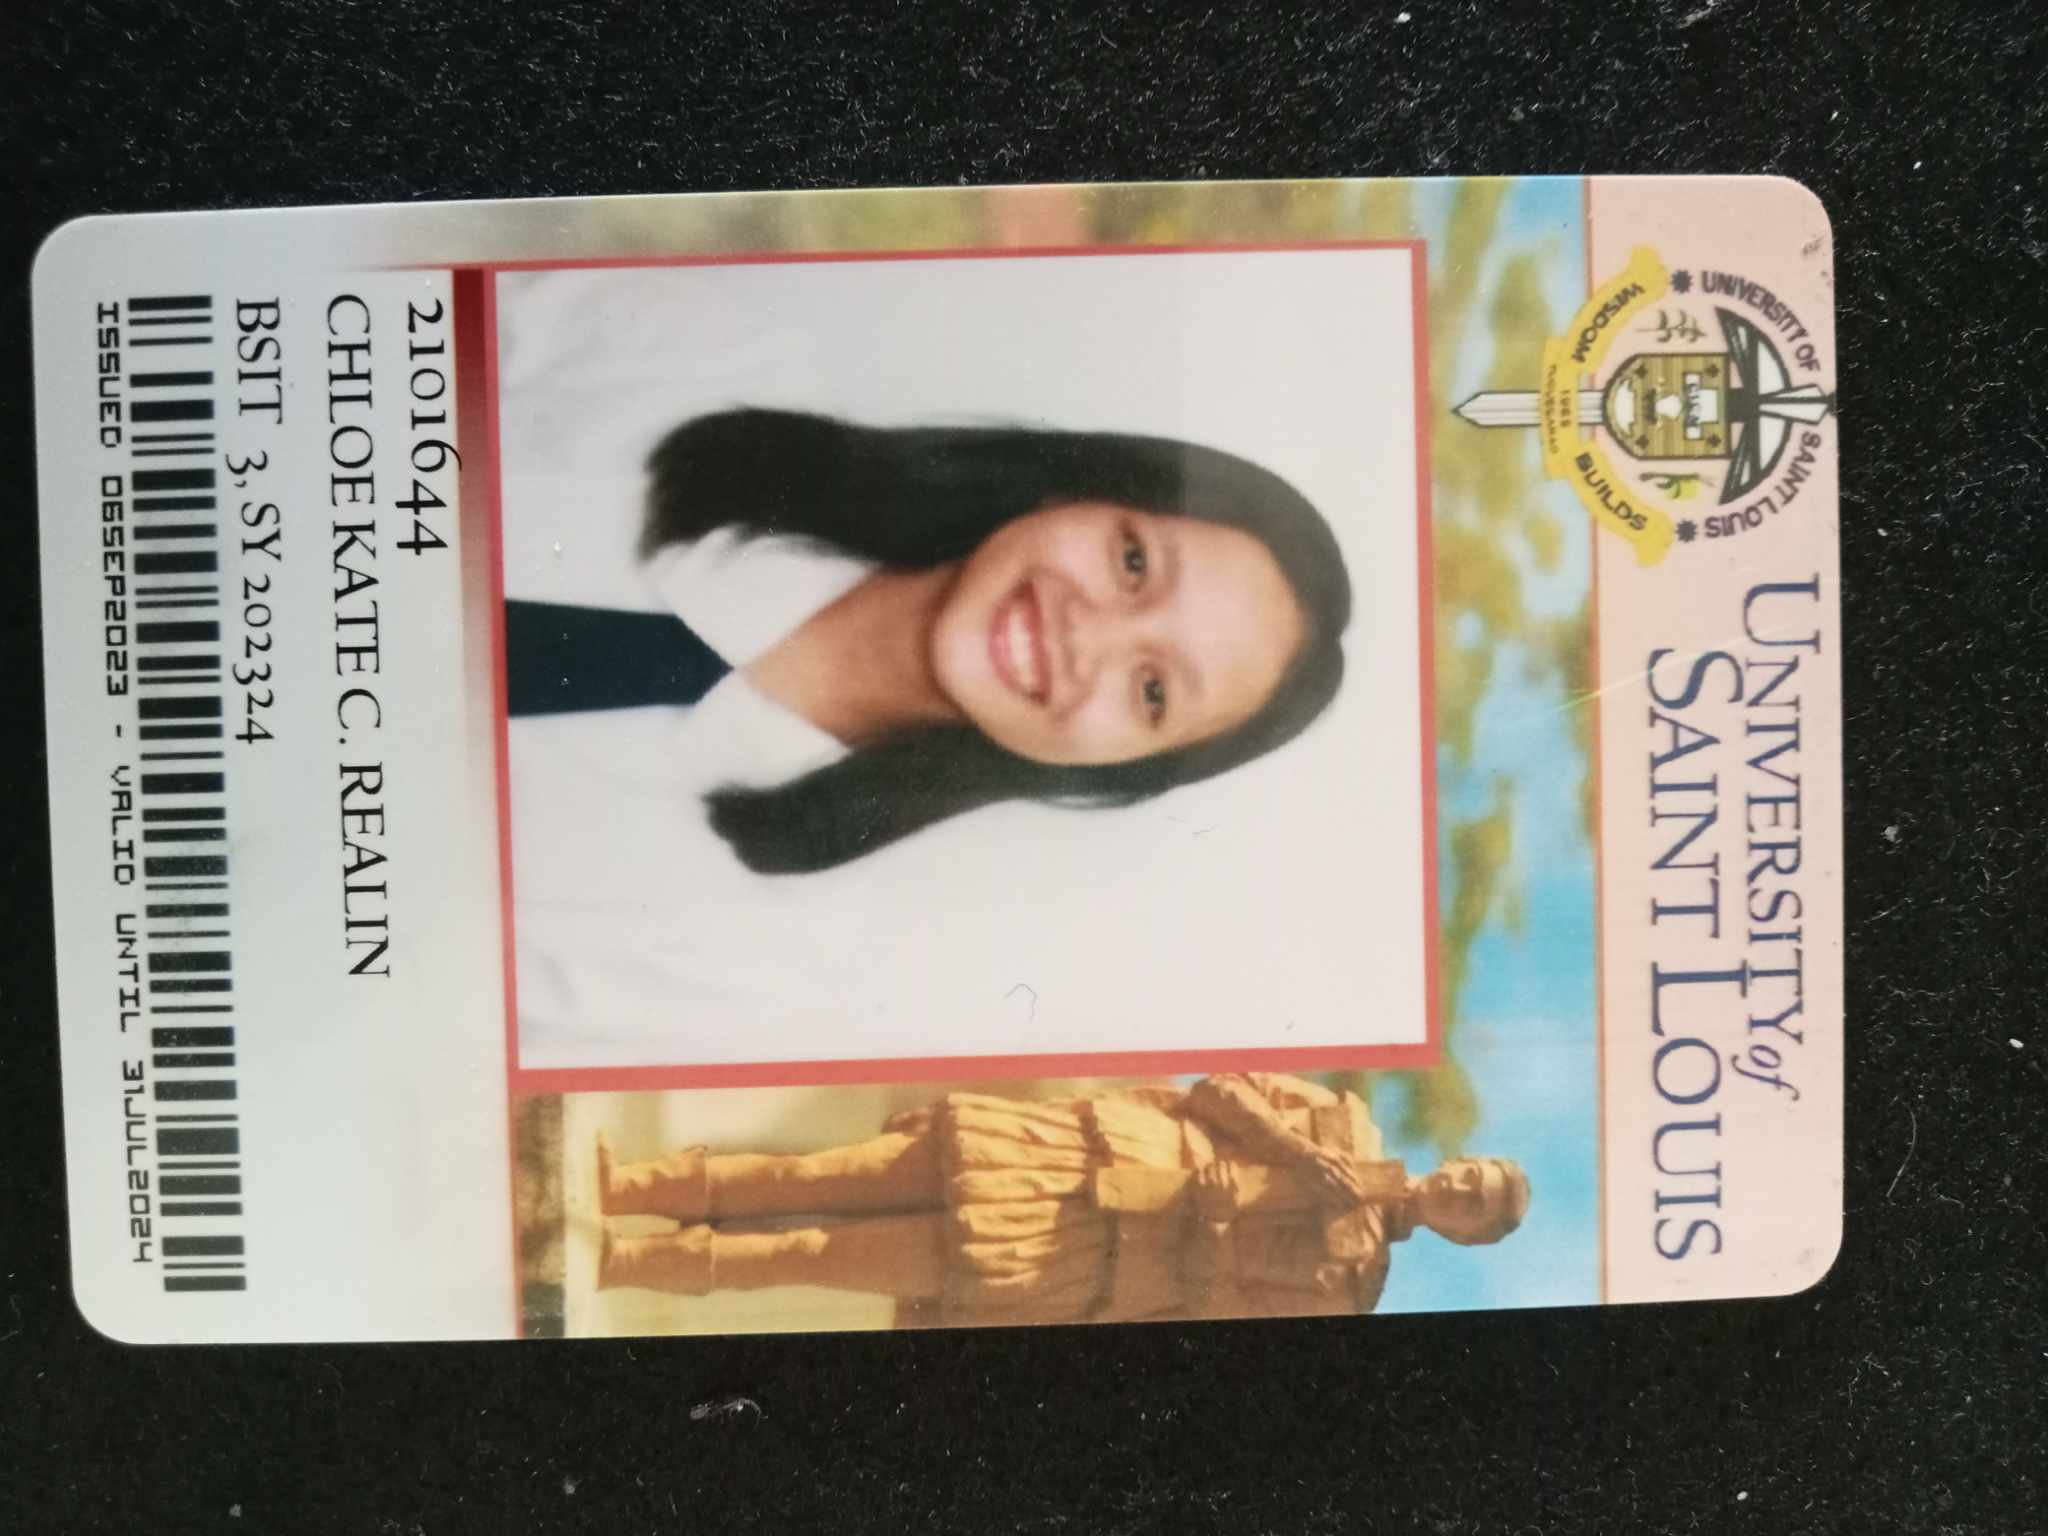 UNIVERSITY OF SAINT LOUIS
CICM
WISDOM BUILDS
1965
TUGUEGARAO
UNIVERSITY of
SAINT LOUIS
2101644
CHLOE KATE C. REALIN
BSIT 3, SY 202324
ISSUED 06SEP2023 - VALID UNTIL 31JUL2024